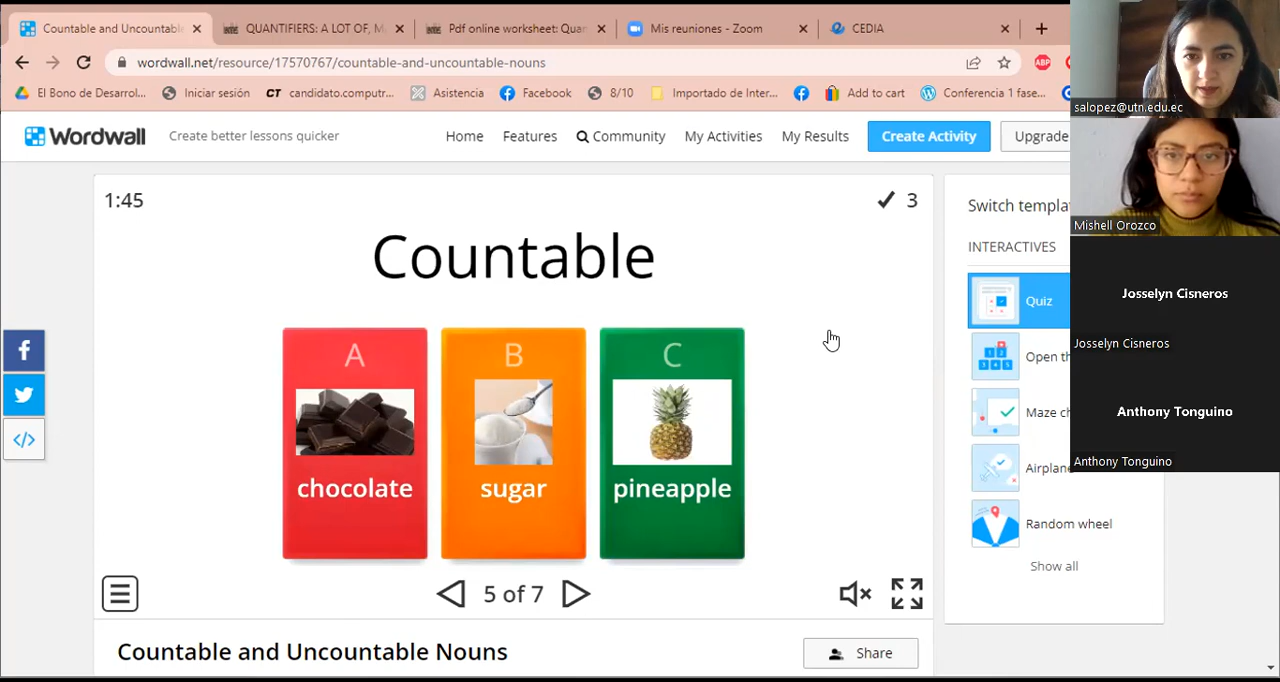 Countable and Uncountabl
QUANTIFIERS: A LOT OF, M
Pdf online worksheet: Qua
Mis reuniones - Zoom
CEDIA
wordwall.net/resource/17570767/countable-and-uncountable-nouns
ABP
El Bono de Desarrol...
Iniciar sesión
CT candidato.computr...
Asistencia
Facebook
8/10
Importado de Inter...
Add to cart
Conferencia 1 fase...
salopez@utn.edu.ec
Wordwall
Create better lessons quicker
Home
Features
Community
My Activities
My Results
Create Activity
Upgrade
1:45
3
Countable
A
chocolate
B
sugar
C
pineapple
5 of 7
Countable and Uncountable Nouns
Share
Switch templa
INTERACTIVES
Quiz
Open th
Maze ch
Airplane
Random wheel
Show all
Mishell Orozco
Josselyn Cisneros
Josselyn Cisneros
Anthony Tonguino
Anthony Tonguino